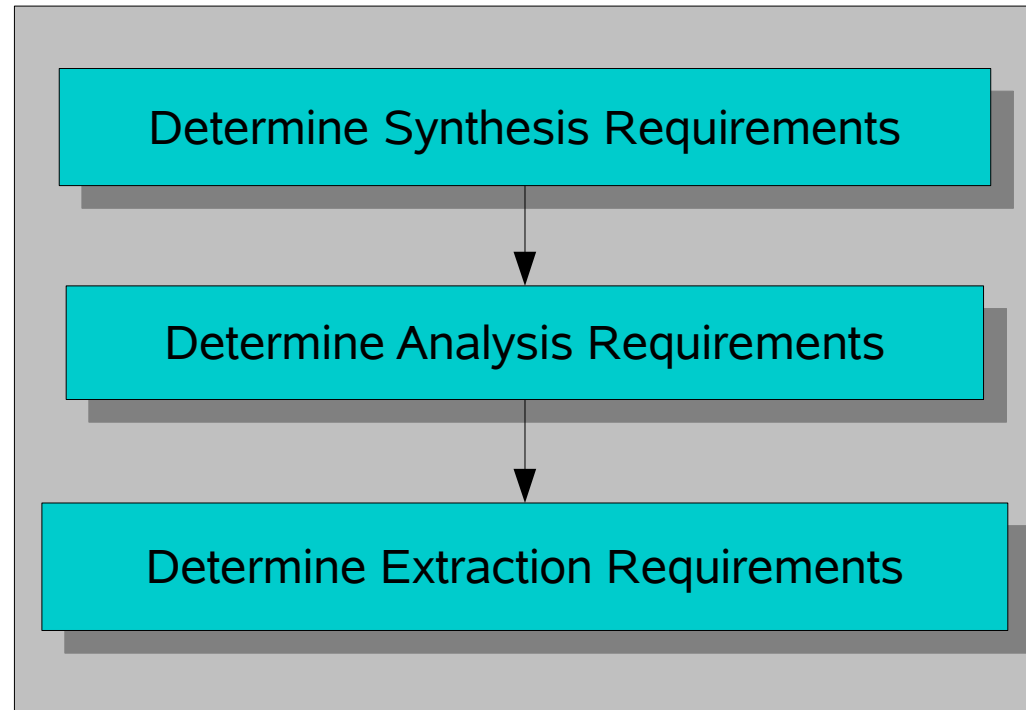 Determine Synthesis Requirements
Determine Analysis Requirements
Determine Extraction Requirements